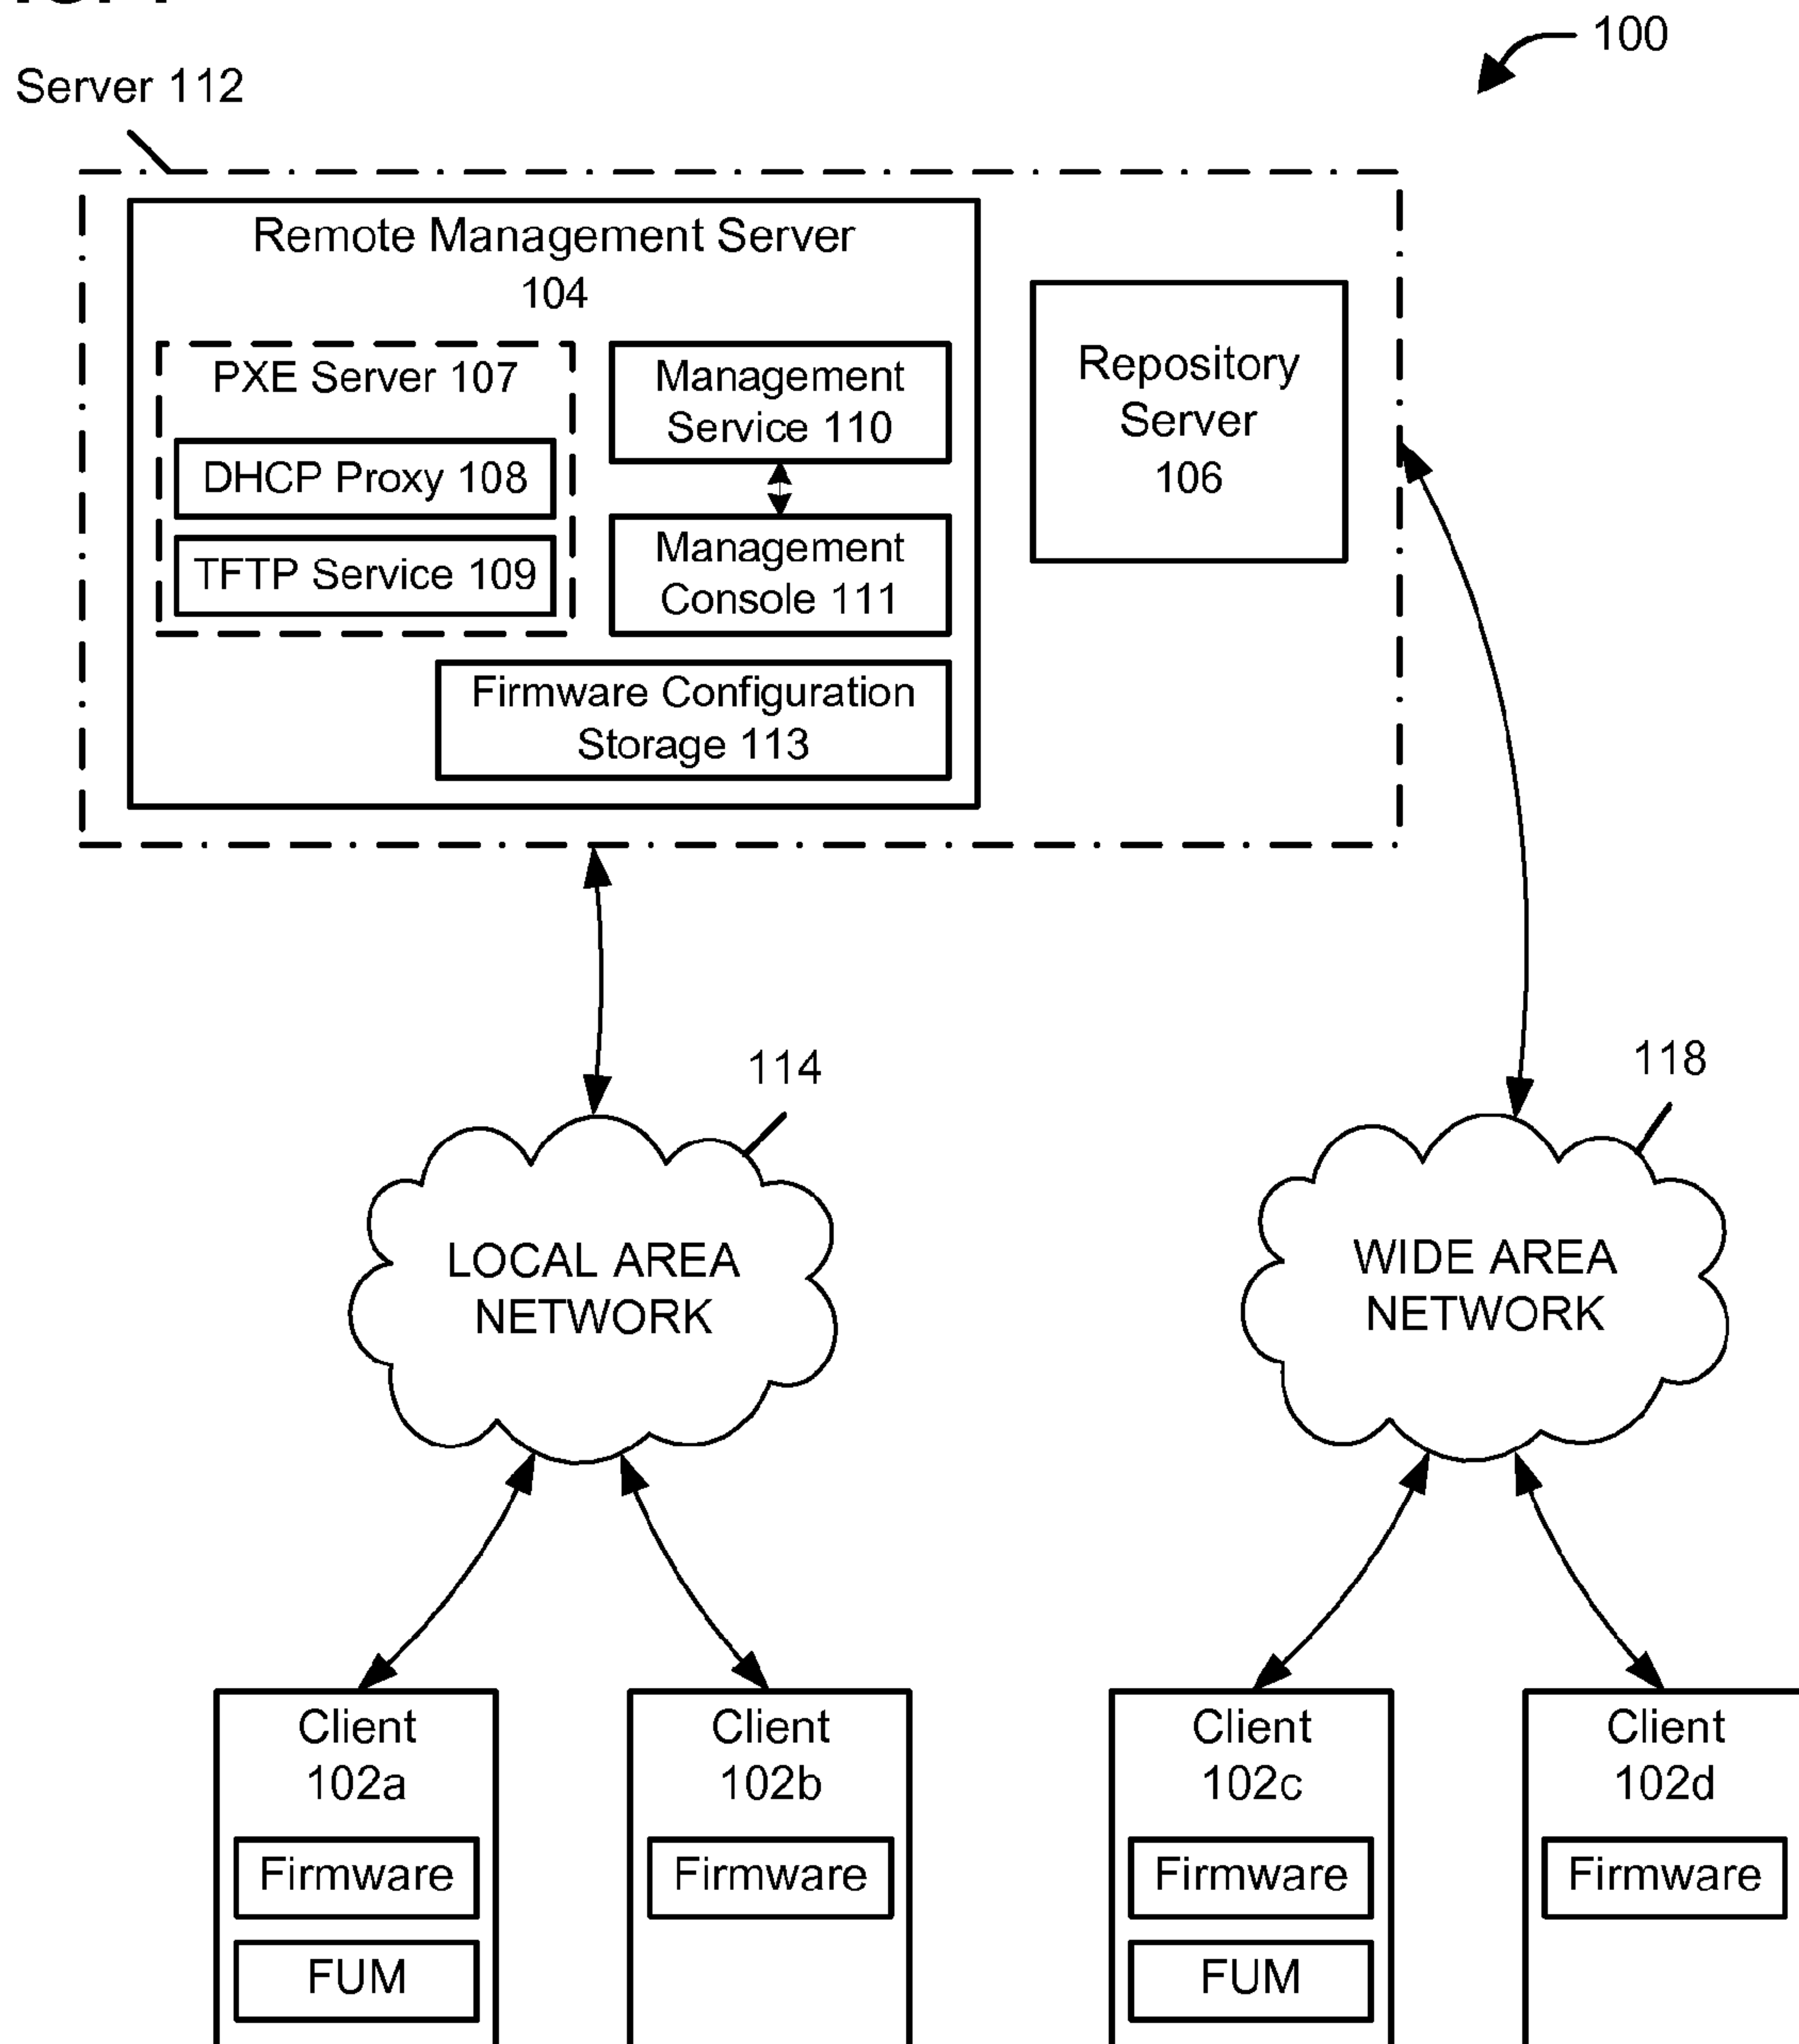 100
Server 112
Remote Management Server
104
PXE Server 107
DHCP Proxy 108
TFTP Service 109
Management
Service 110
Management
Console 111
Firmware Configuration
Storage 113
Repository
Server
106
114
118
LOCAL AREA
NETWORK
WIDE AREA
NETWORK
Client
102a
Firmware
FUM
Client
102b
Firmware
Client
102c
Firmware
FUM
Client
102d
Firmware